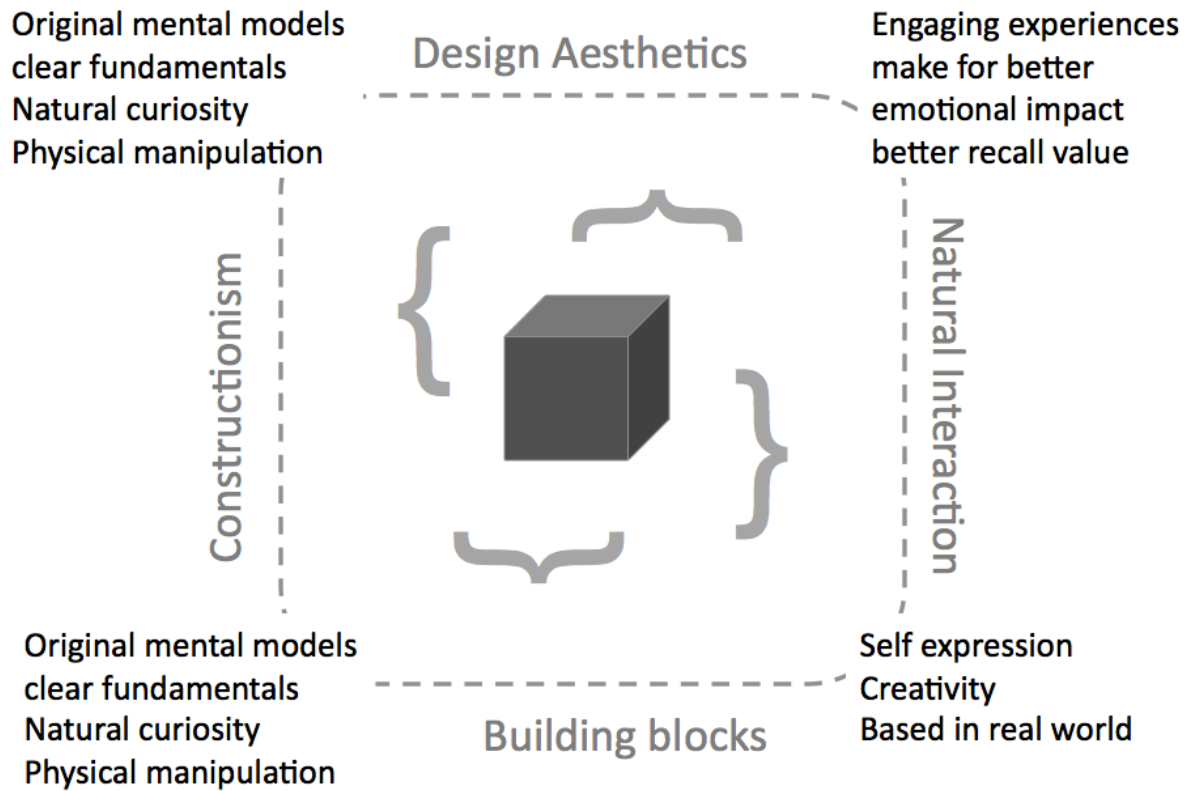 Original mental models
clear fundamentals
Natural curiosity
Physical manipulation
Design Aesthetics
Engaging experiences
make for better
emotional impact
better recall value
Constructionism
Natural Interaction
Original mental models
clear fundamentals
Natural curiosity
Physical manipulation
Building blocks
Self expression
Creativity
Based in real world